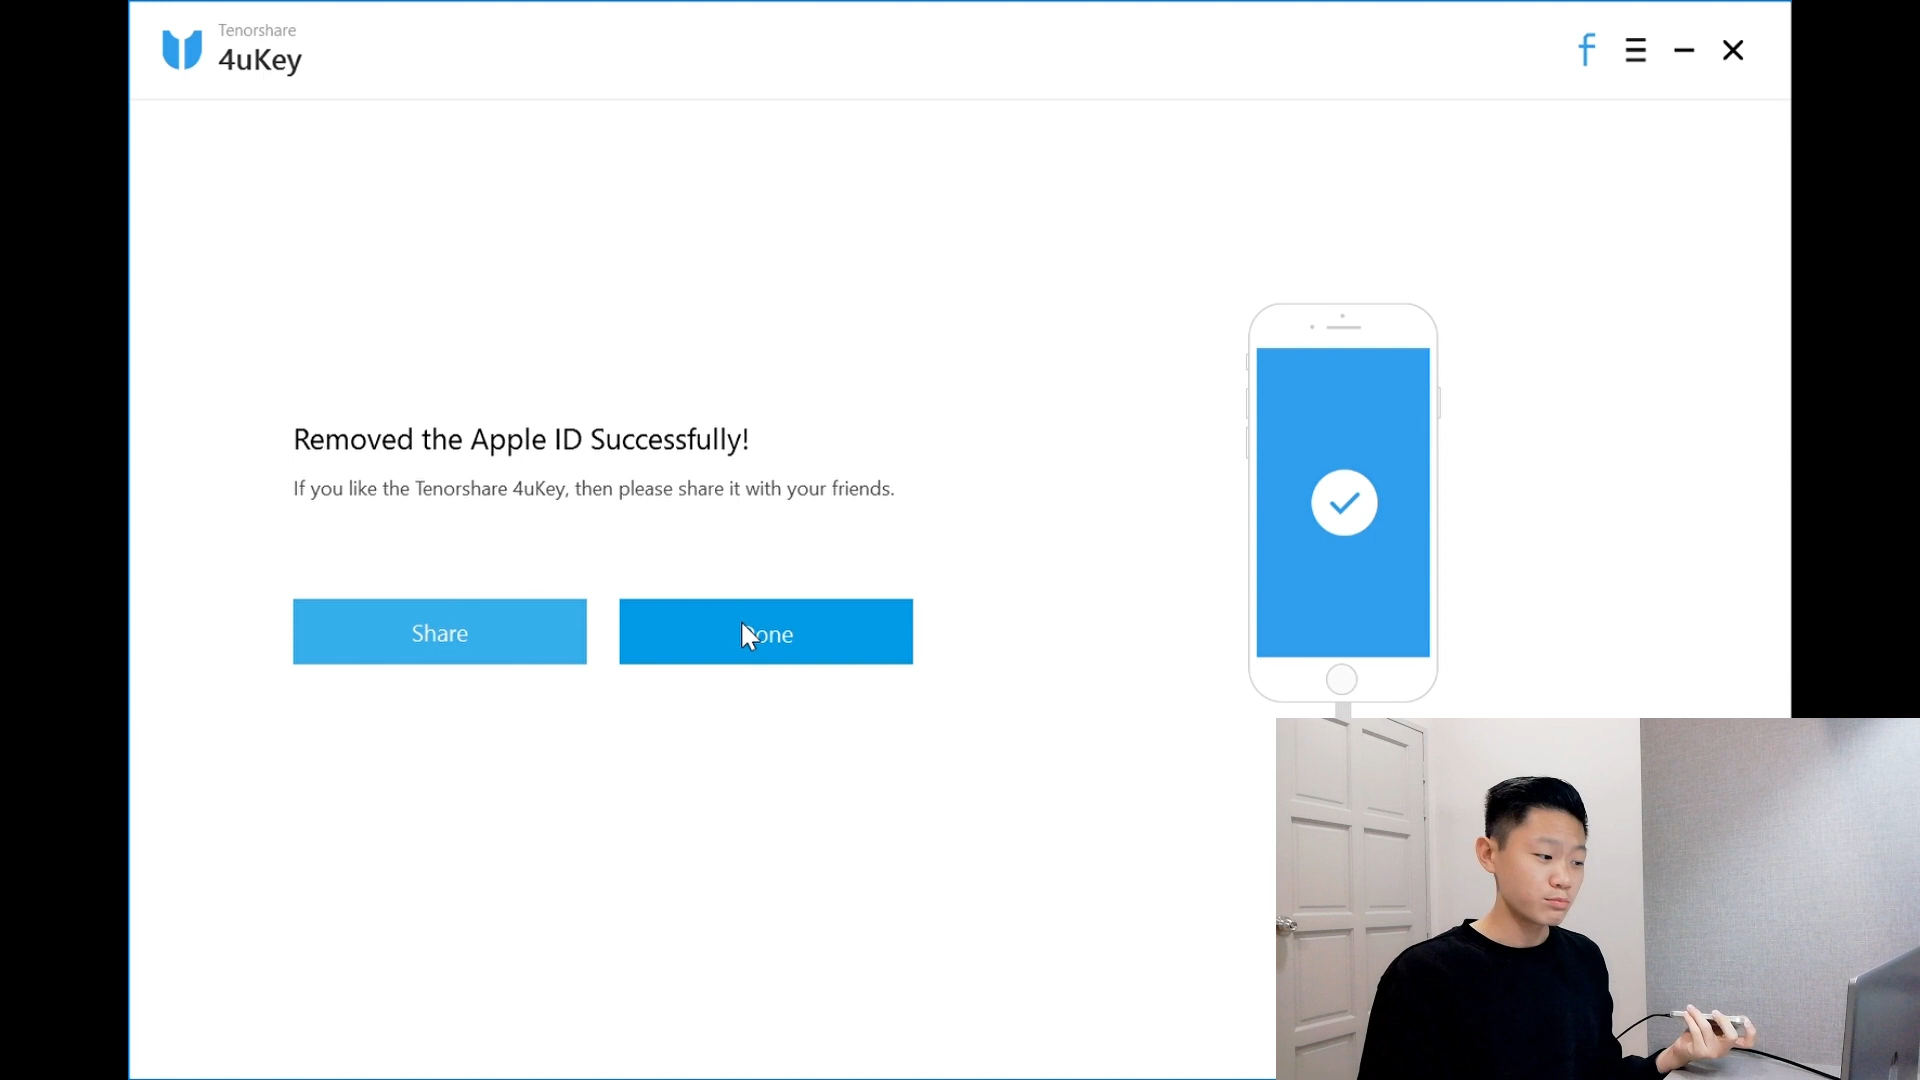 Tenorshare
4uKey
f
Removed the Apple ID Successfully!
If you like the Tenorshare 4uKey, then please share it with your friends.
Share
Done